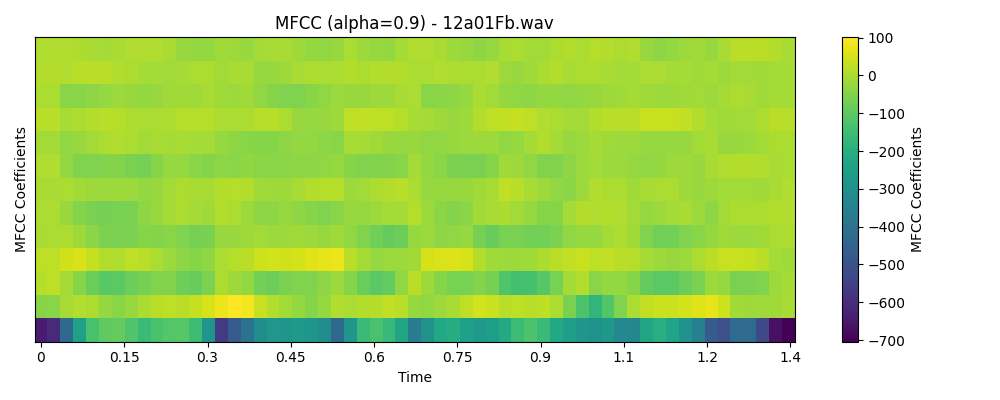 MFCC (alpha=0.9) - 12a01Fb.wav
MFCC Coefficients
0 0.15 0.3 0.45 0.6 0.75 0.9 1.1 1.2 1.4
Time
100
0
−100
−200
−300
−400
−500
−600
−700
MFCC Coefficients